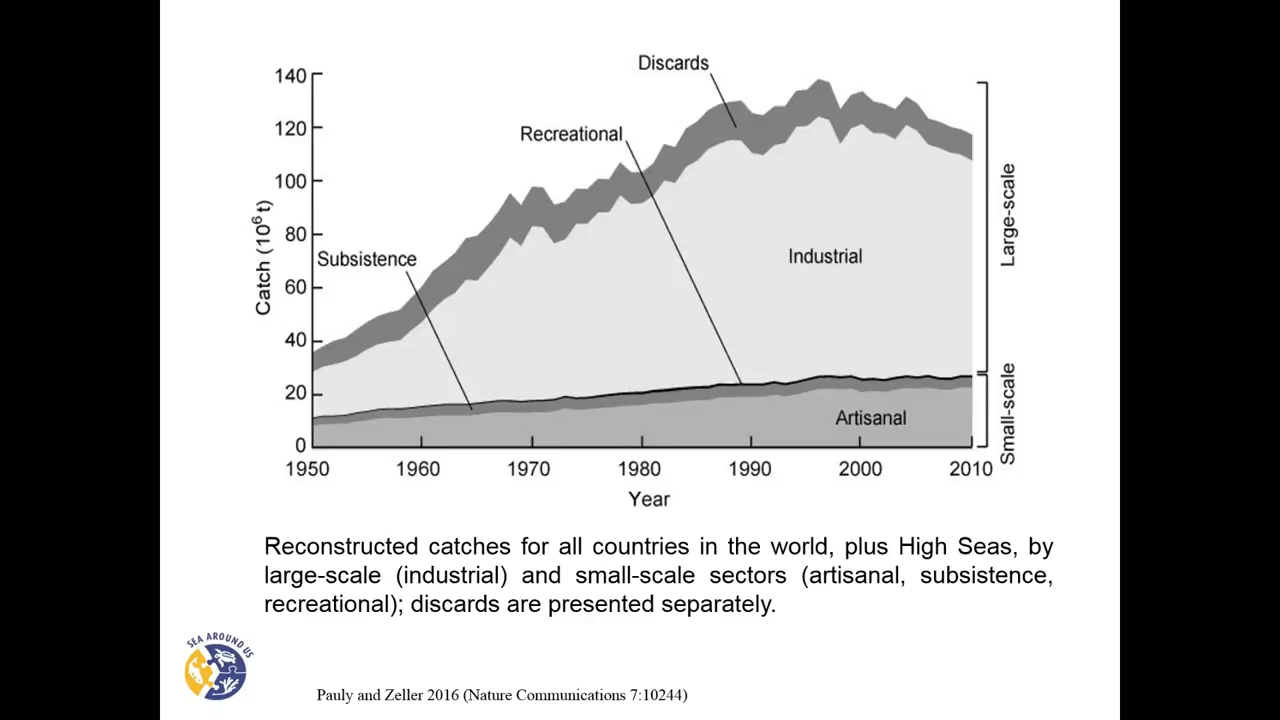 Discards
140
120
Recreational
100
80
Subsistence
Industrial
60
40
20
Artisanal
0
Catch (10⁶ t)
Large-scale
Small-scale
1950 1960 1970 1980 1990 2000 2010
Year
Reconstructed catches for all countries in the world, plus High Seas, by
large-scale (industrial) and small-scale sectors (artisanal, subsistence,
recreational); discards are presented separately.
SEA AROUND US
Pauly and Zeller 2016 (Nature Communications 7:10244)